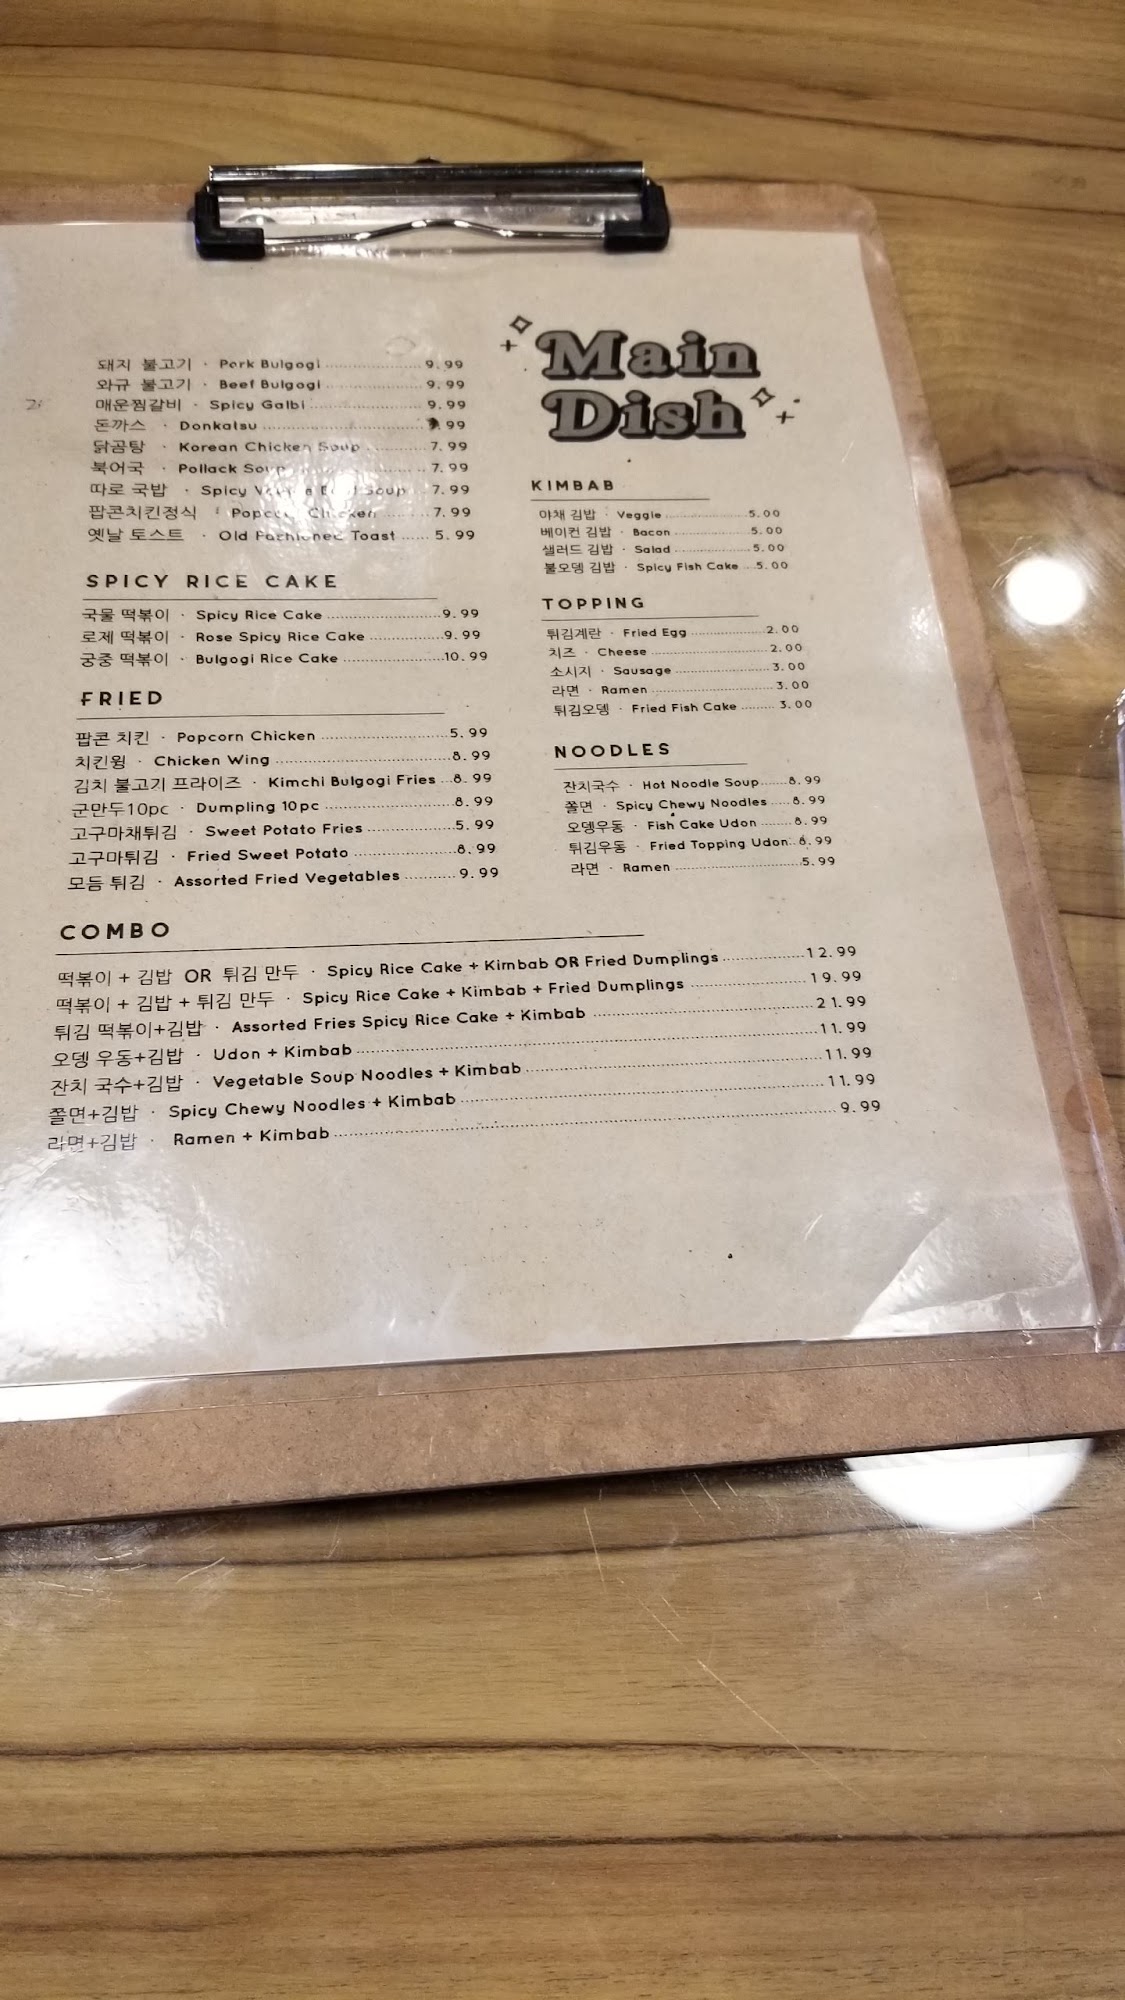 Main
Dish
돼지 불고기 · Pork Bulgogi 9.99
와규 불고기 · Beef Bulgogi 9.99
매운찜갈비 · Spicy Galbi 9.99
돈까스 · Donkatsu .99
닭곰탕 · Korean Chicken Soup 7.99
북어국 · Pollack Soup 7.99
따로 국밥 · Spicy Beef Soup 7.99
팝콘치킨정식 · Popcorn Chicken 7.99
옛날 토스트 · Old Fashioned Toast 5.99
SPICY RICE CAKE
국물 떡볶이 · Spicy Rice Cake 9.99
로제 떡볶이 · Rose Spicy Rice Cake 9.99
궁중 떡볶이 · Bulgogi Rice Cake 10.99
FRIED
팝콘 치킨 · Popcorn Chicken 5.99
치킨윙 · Chicken Wing 8.99
김치 불고기 프라이즈 · Kimchi Bulgogi Fries 8.99
군만두10pc · Dumpling 10pc 8.99
고구마채튀김 · Sweet Potato Fries 5.99
고구마튀김 · Fried Sweet Potato 8.99
모듬 튀김 · Assorted Fried Vegetables 9.99
KIMBAB
야채 김밥 · Veggie 5.00
베이컨 김밥 · Bacon 5.00
샐러드 김밥 · Salad 5.00
불오뎅 김밥 · Spicy Fish Cake 5.00
TOPPING
튀김계란 · Fried Egg 2.00
치즈 · Cheese 2.00
소시지 · Sausage 3.00
라면 · Ramen 3.00
튀김오뎅 · Fried Fish Cake 3.00
NOODLES
잔치국수 · Hot Noodle Soup 8.99
쫄면 · Spicy Chewy Noodles 8.99
오뎅우동 · Fish Cake Udon 8.99
튀김우동 · Fried Topping Udon 8.99
라면 · Ramen 5.99
COMBO
떡볶이 + 김밥 OR 튀김 만두 · Spicy Rice Cake + Kimbab OR Fried Dumplings 12.99
떡볶이 + 김밥 + 튀김 만두 · Spicy Rice Cake + Kimbab + Fried Dumplings 19.99
튀김 떡볶이+김밥 · Assorted Fries Spicy Rice Cake + Kimbab 21.99
오뎅 우동+김밥 · Udon + Kimbab 11.99
잔치 국수+김밥 · Vegetable Soup Noodles + Kimbab 11.99
쫄면+김밥 · Spicy Chewy Noodles + Kimbab 11.99
라면+김밥 · Ramen + Kimbab 9.99